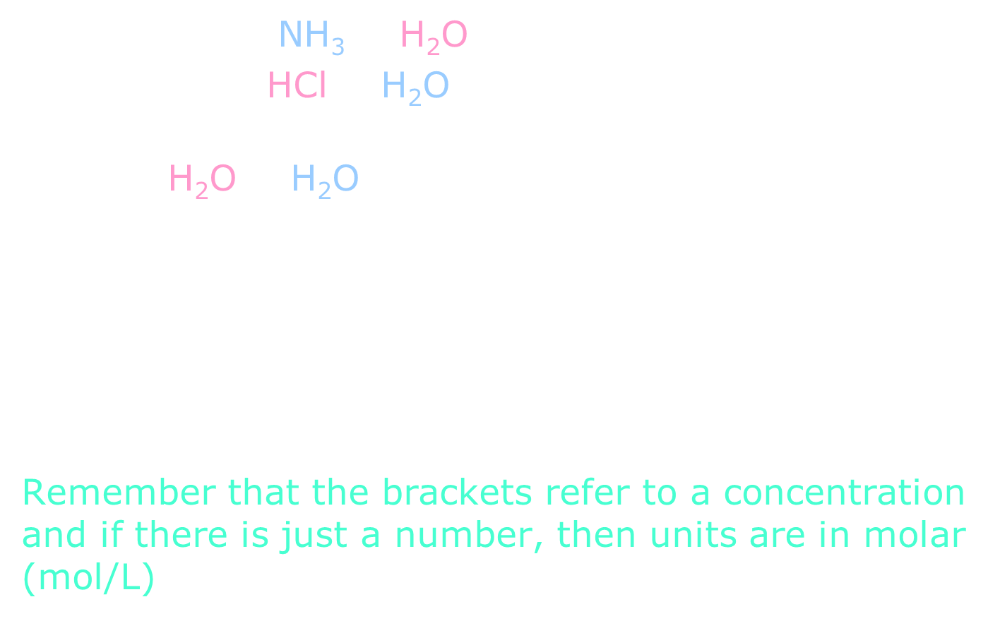 NH₃ H₂O
HCl H₂O
H₂O H₂O
Remember that the brackets refer to a concentration
and if there is just a number, then units are in molar
(mol/L)